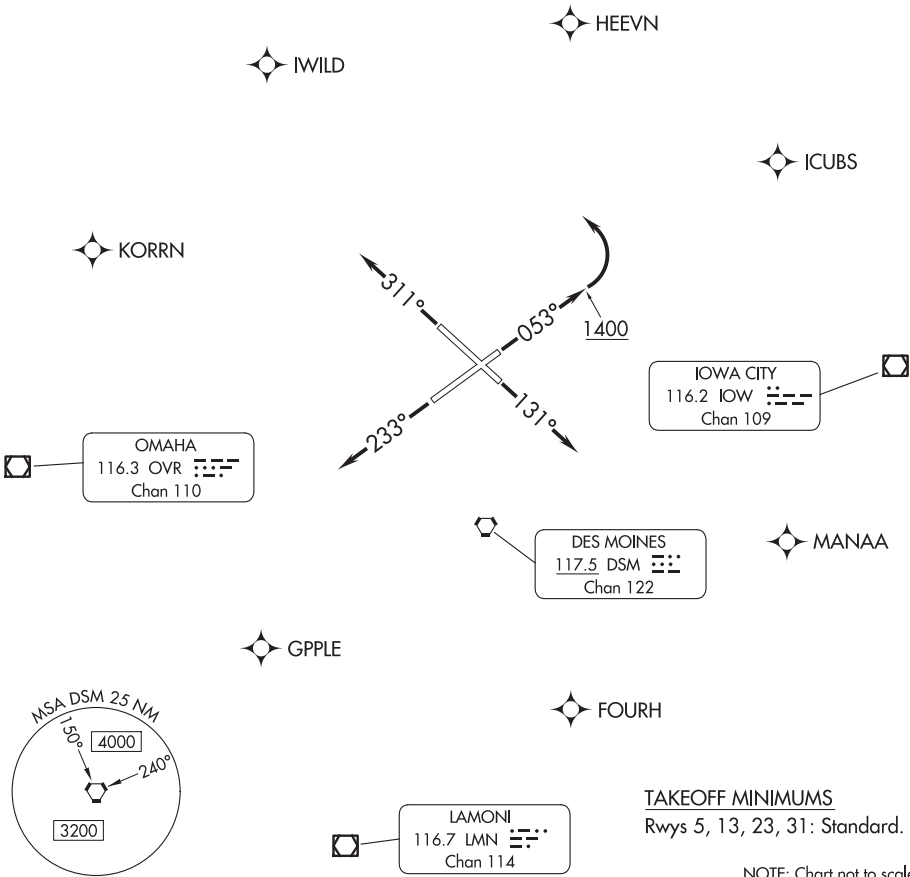 HEEVN
IWILD
ICUBS
KORRN
311°
053°
1400
233°
131°
IOWA CITY
116.2 IOW
Chan 109
OMAHA
116.3 OVR
Chan 110
DES MOINES
117.5 DSM
Chan 122
MANAA
GPPLE
FOURH
MSA DSM 25 NM
150°
4000
240°
3200
LAMONI
116.7 LMN
Chan 114
TAKEOFF MINIMUMS
Rwys 5, 13, 23, 31: Standard.
NOTE: Chart not to scale